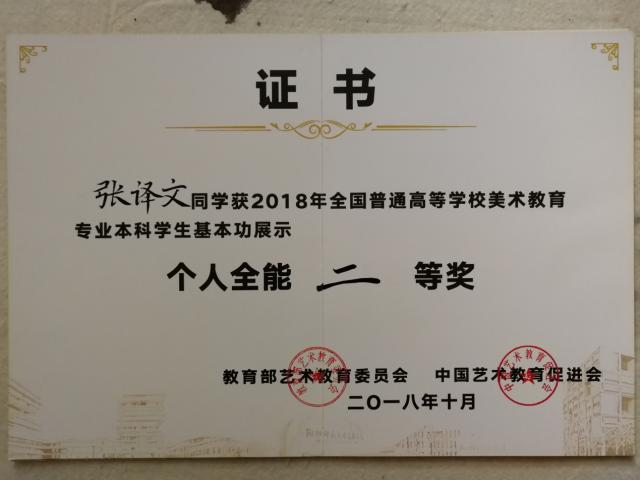 证书
张译文同学获2018年全国普通高等学校美术教育
专业本科学生基本功展示
个人全能 二 等奖
教育部艺术教育委员会 中国艺术教育促进会
二〇一八年十月